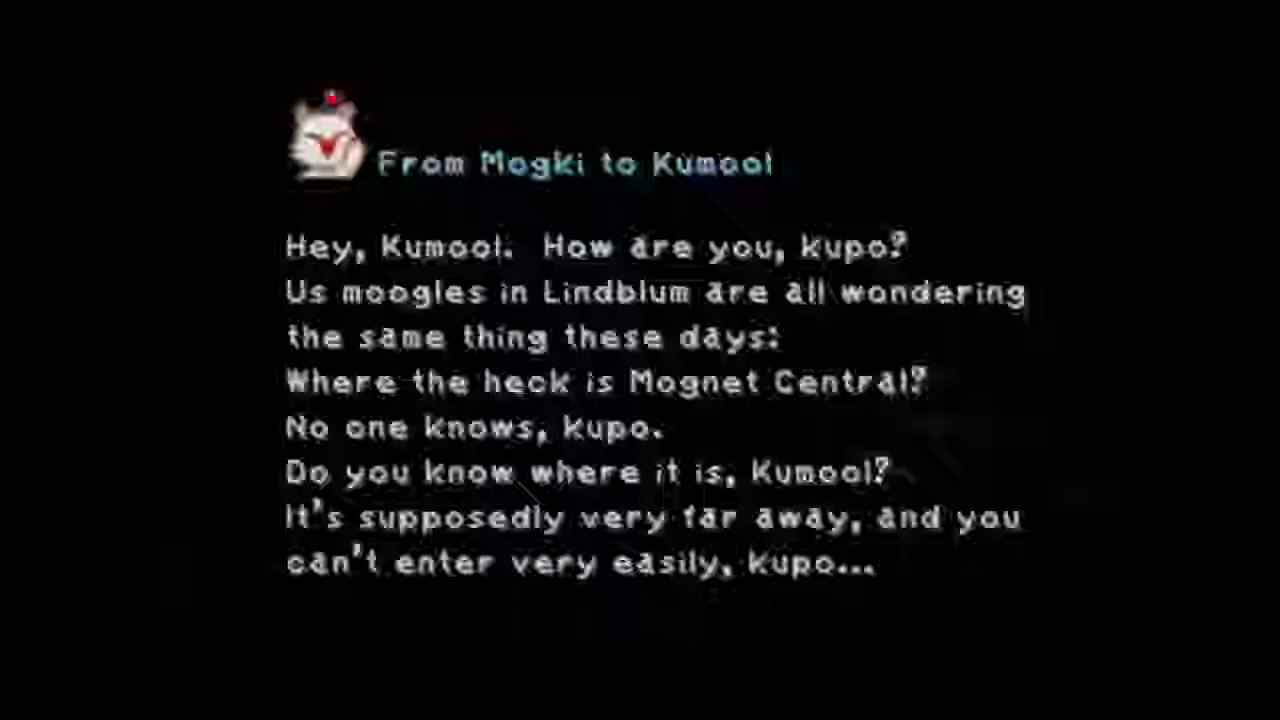 From Mogki to Kumool
Hey, Kumool.  How are you, kupo?
Us moogles in Lindblum are all wondering
the same thing these days:
Where the heck is Mognet Central?
No one knows, kupo.
Do you know where it is, Kumool?
It's supposedly very far away, and you
can't enter very easily, kupo...